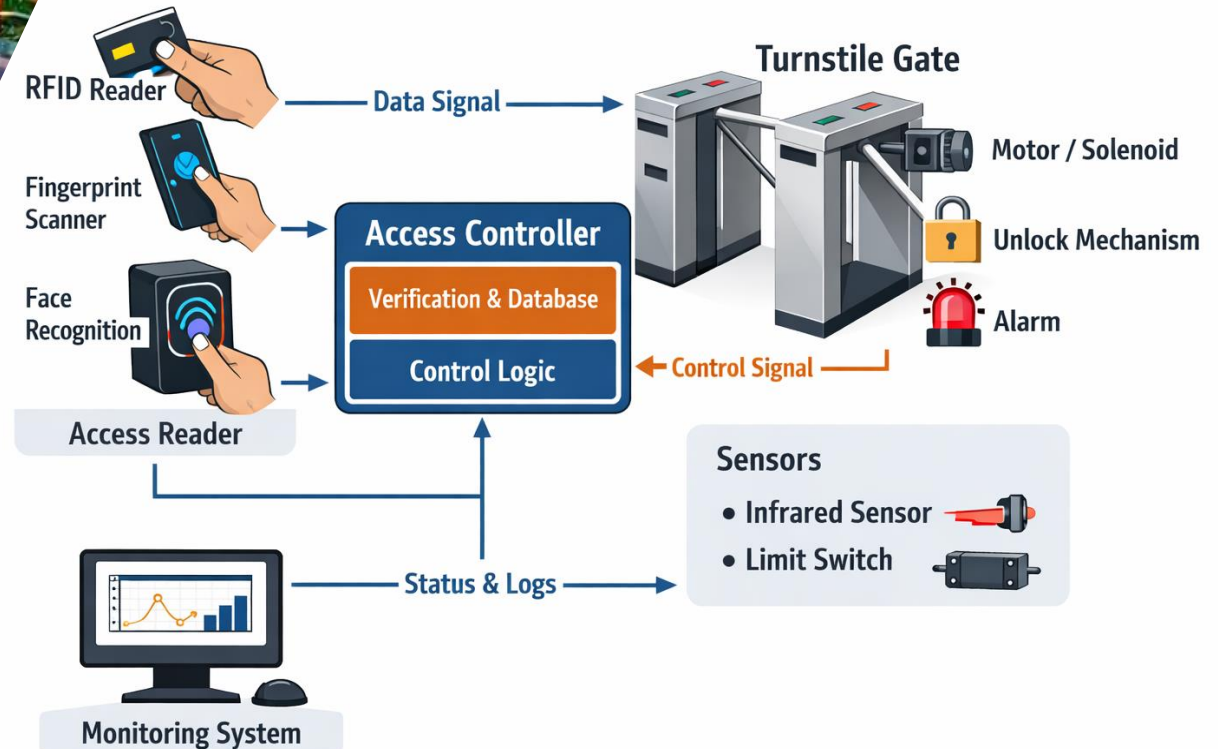 RFID Reader
Data Signal
Turnstile Gate
Motor / Solenoid
Fingerprint
Scanner
Access Controller
Unlock Mechanism
Verification & Database
Face
Recognition
Alarm
Control Logic
Control Signal
Access Reader
Sensors
• Infrared Sensor
• Limit Switch
Status & Logs
Monitoring System